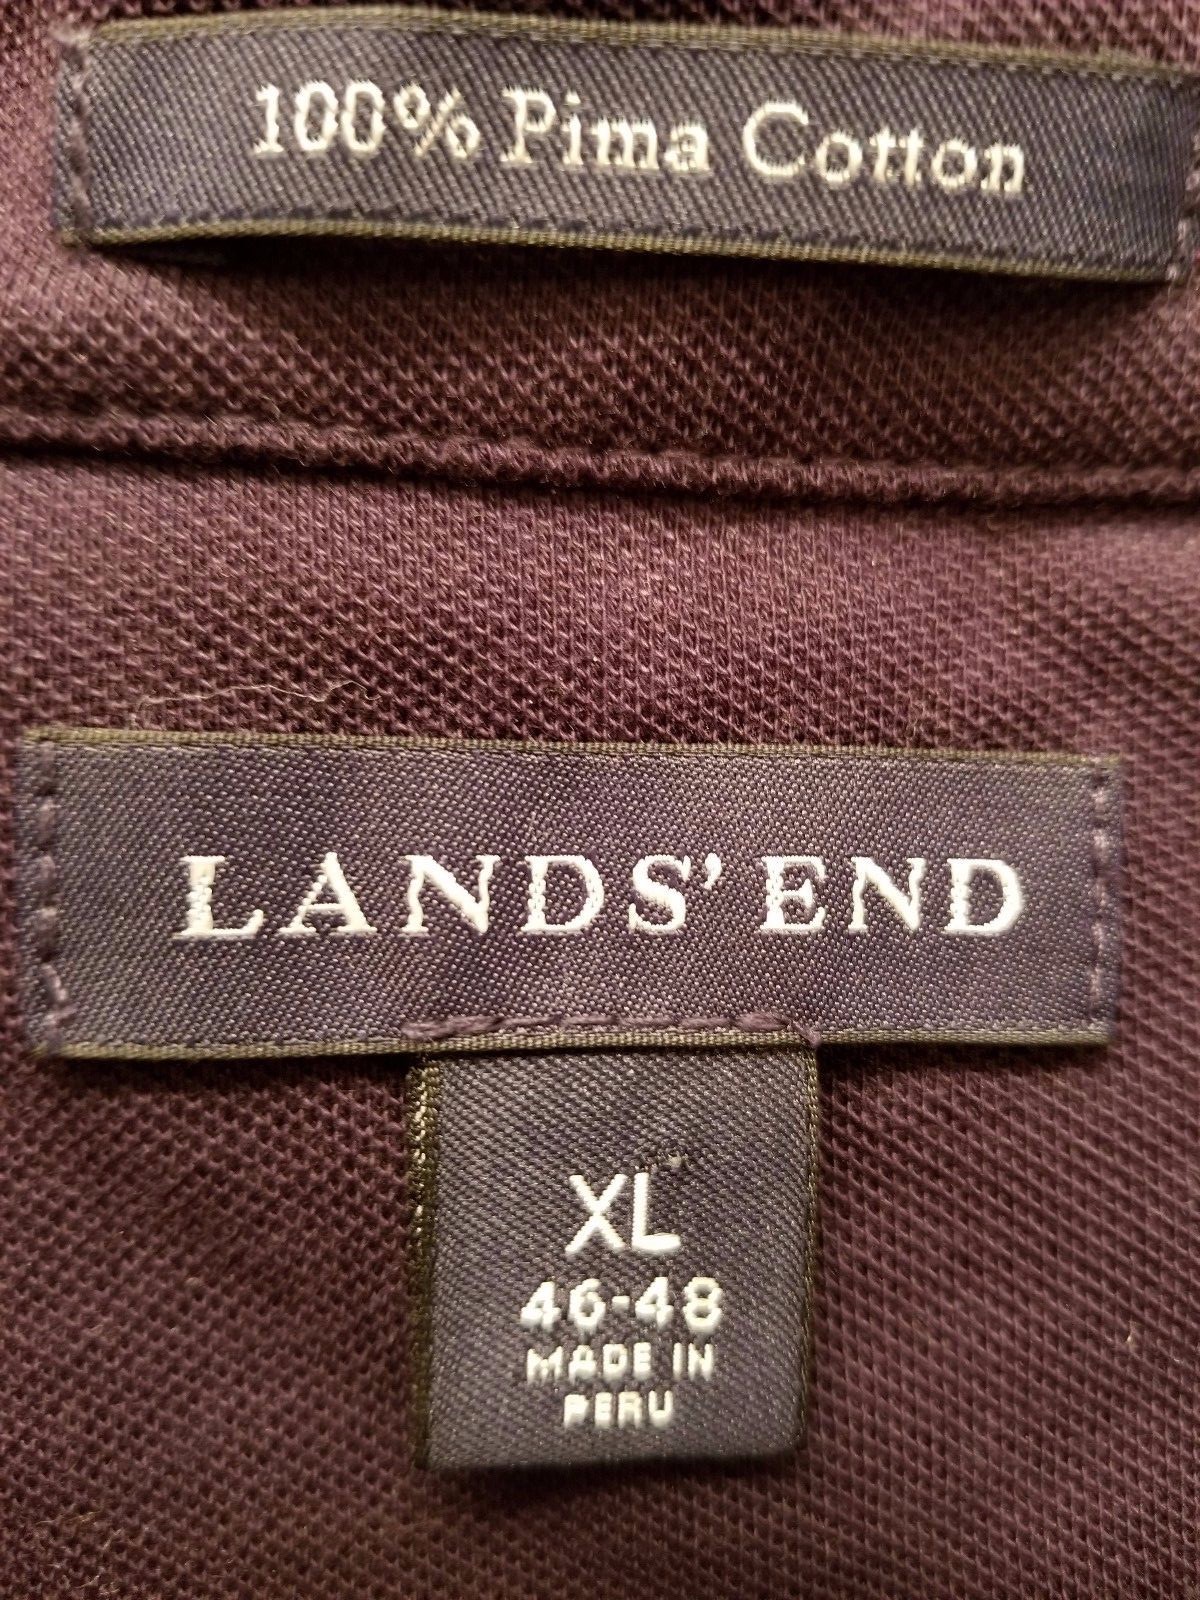 100% Pima Cotton
LANDS' END
XL
46-48
MADE IN
PERU